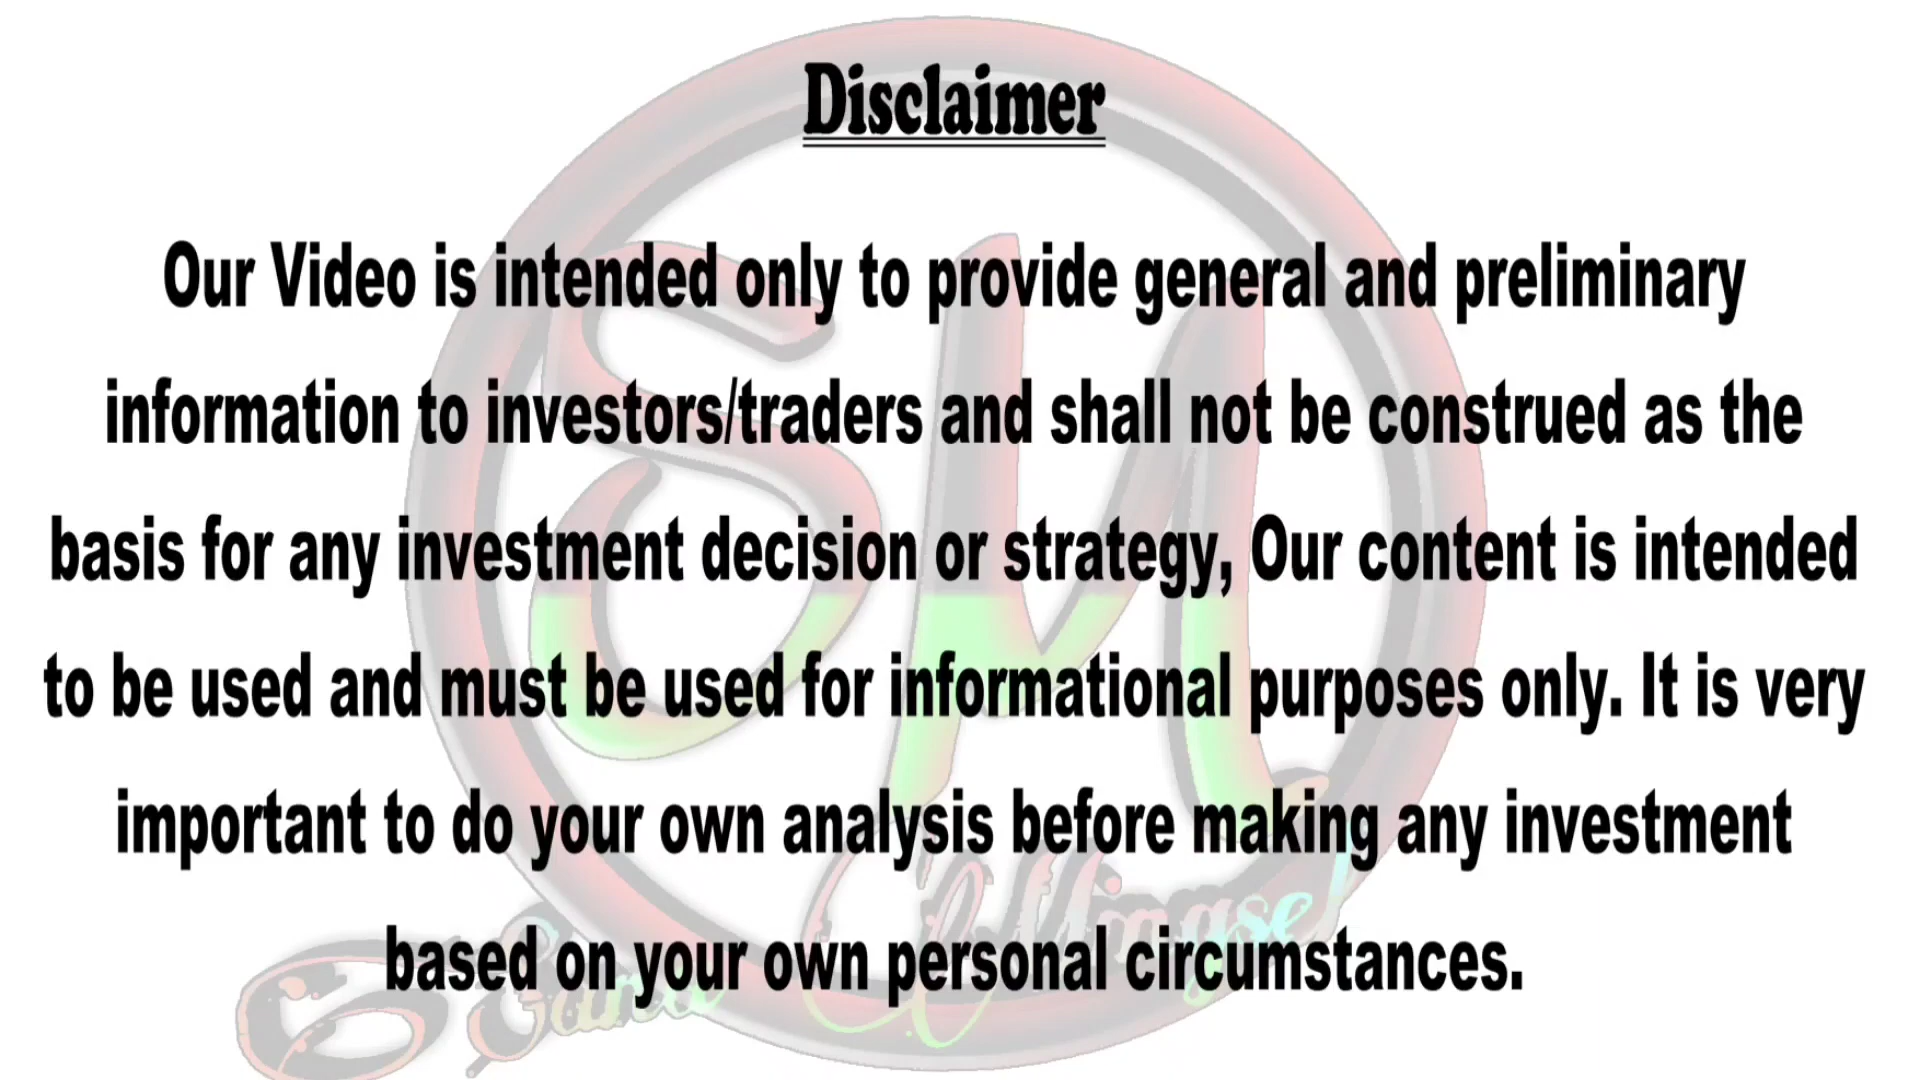 Disclaimer
Our Video is intended only to provide general and preliminary
information to investors/traders and shall not be construed as the
basis for any investment decision or strategy, Our content is intended
to be used and must be used for informational purposes only. It is very
important to do your own analysis before making any investment
based on your own personal circumstances.
SM